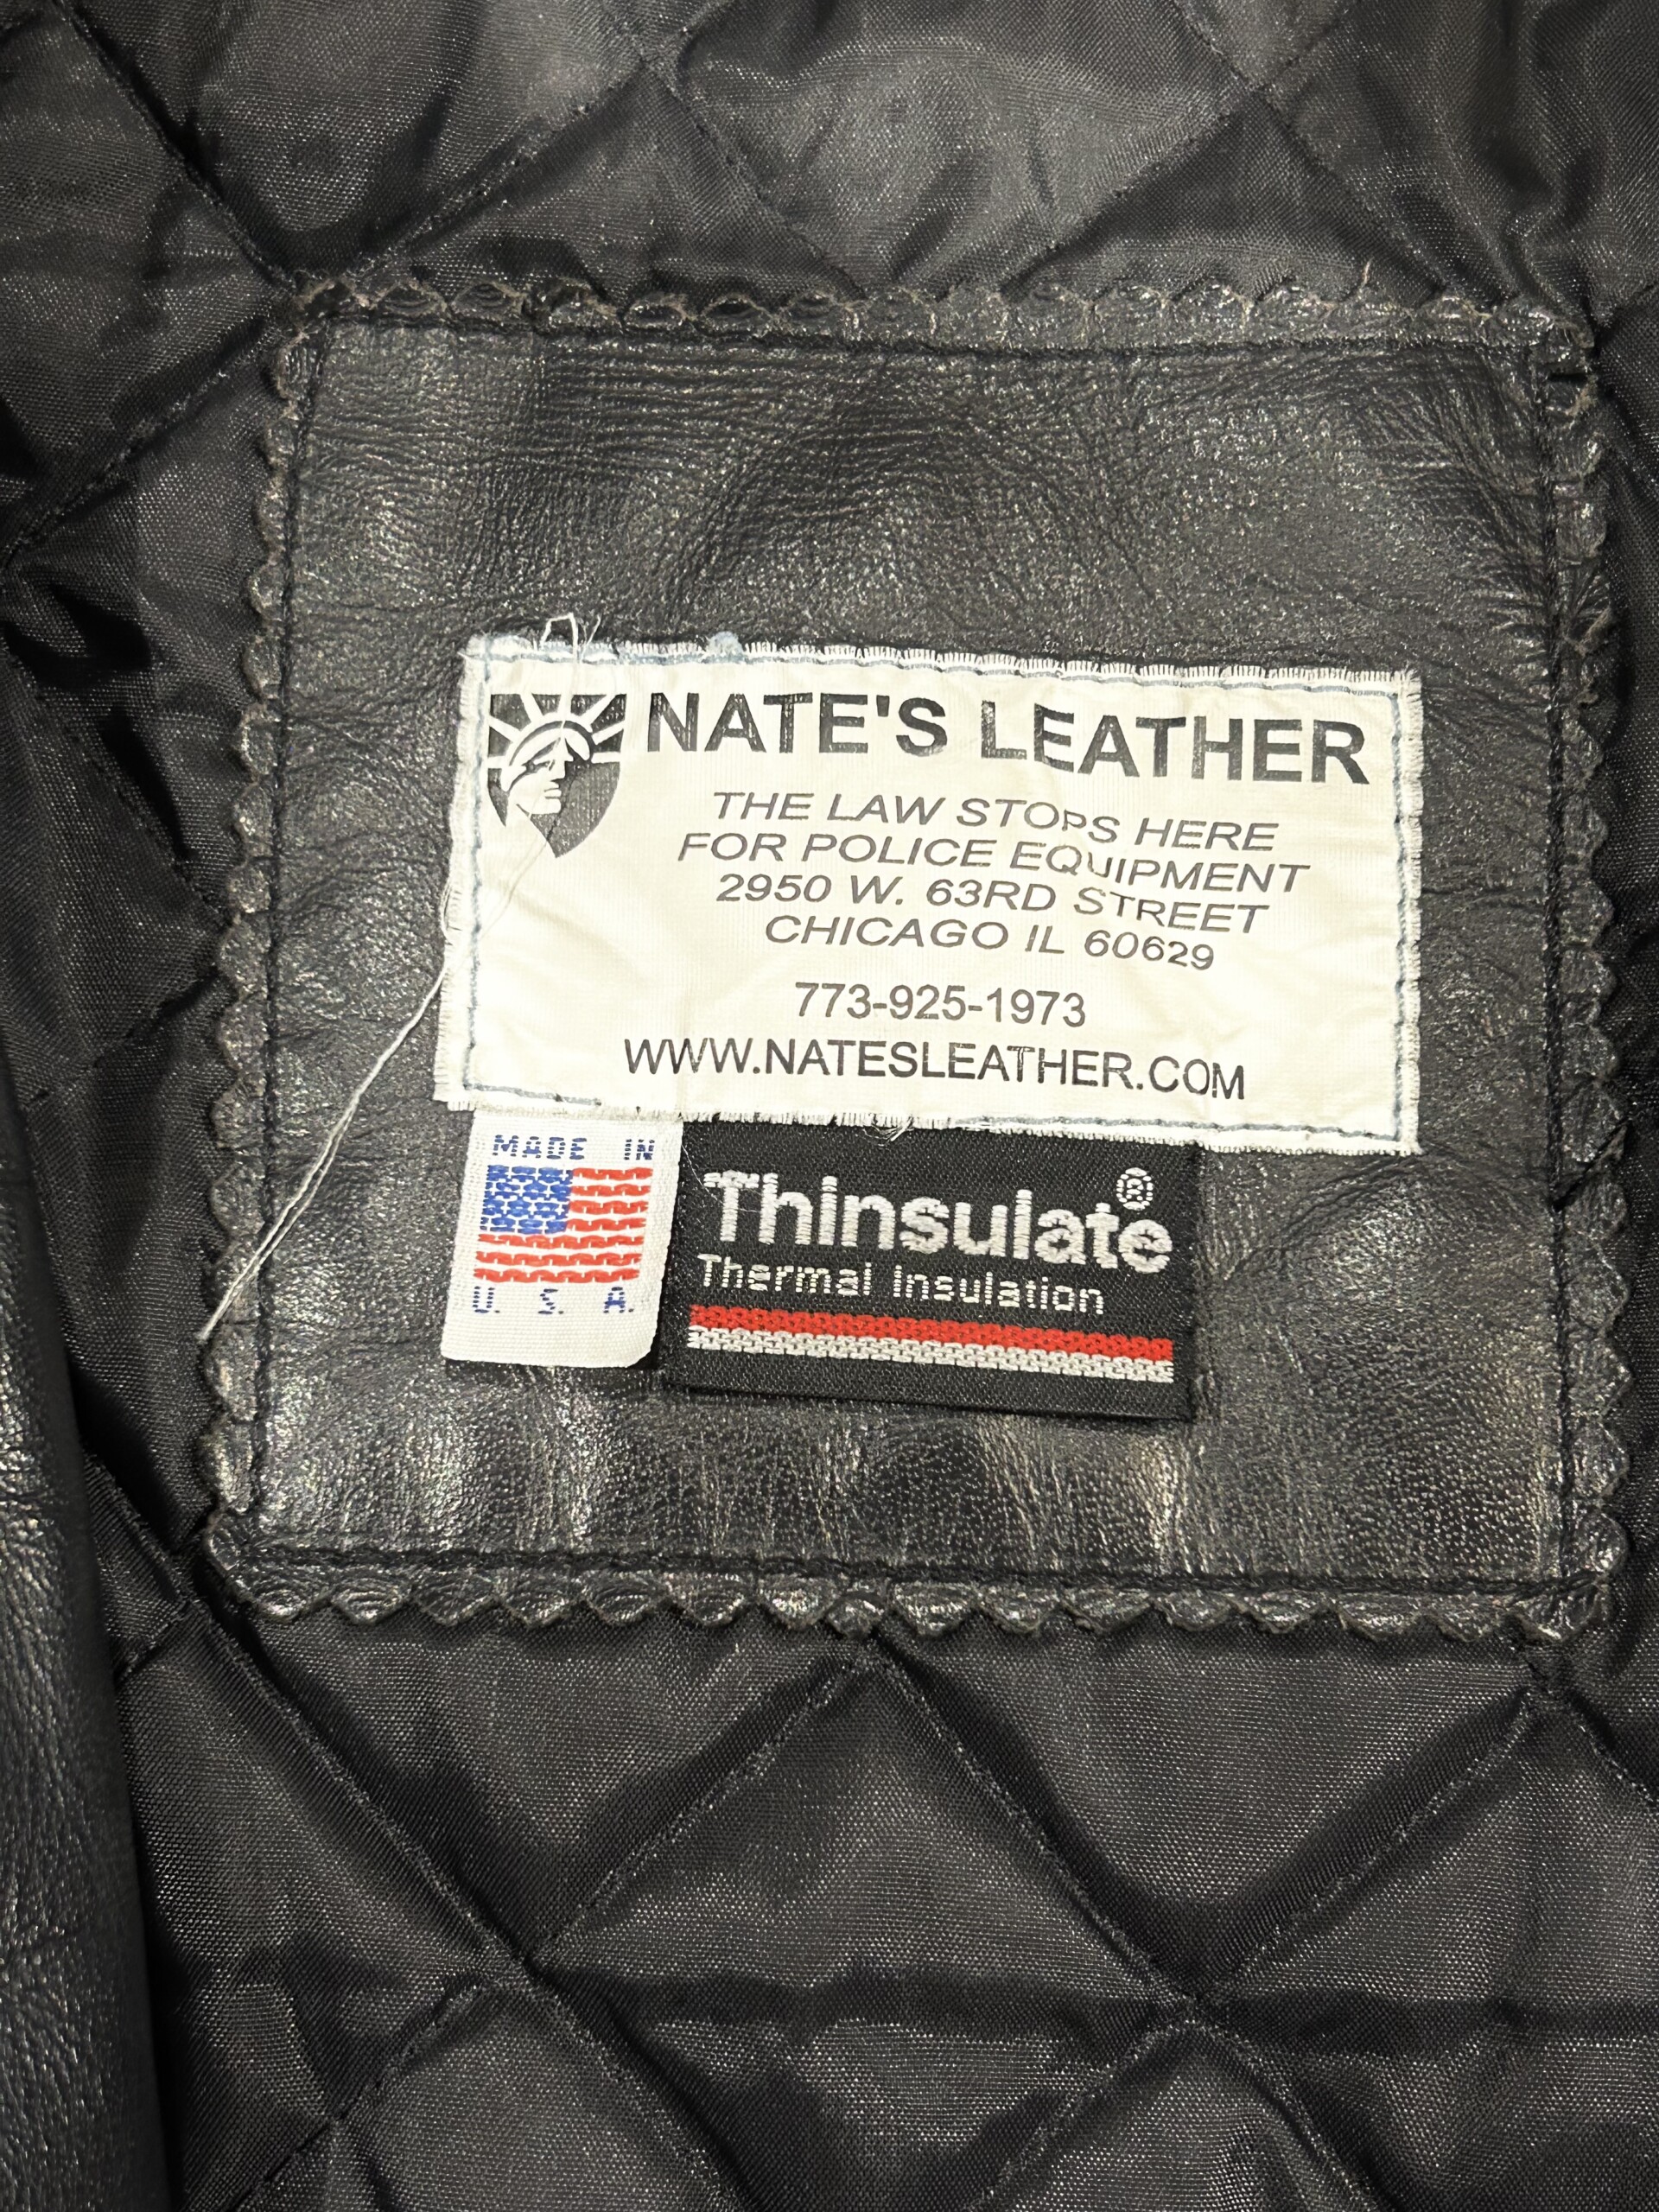 NATE'S LEATHER
THE LAW STOPS HERE
FOR POLICE EQUIPMENT
2950 W. 63RD STREET
CHICAGO IL 60629
773-925-1973
WWW.NATESLEATHER.COM
MADE IN
U. S. A.
Thinsulate®
Thermal Insulation